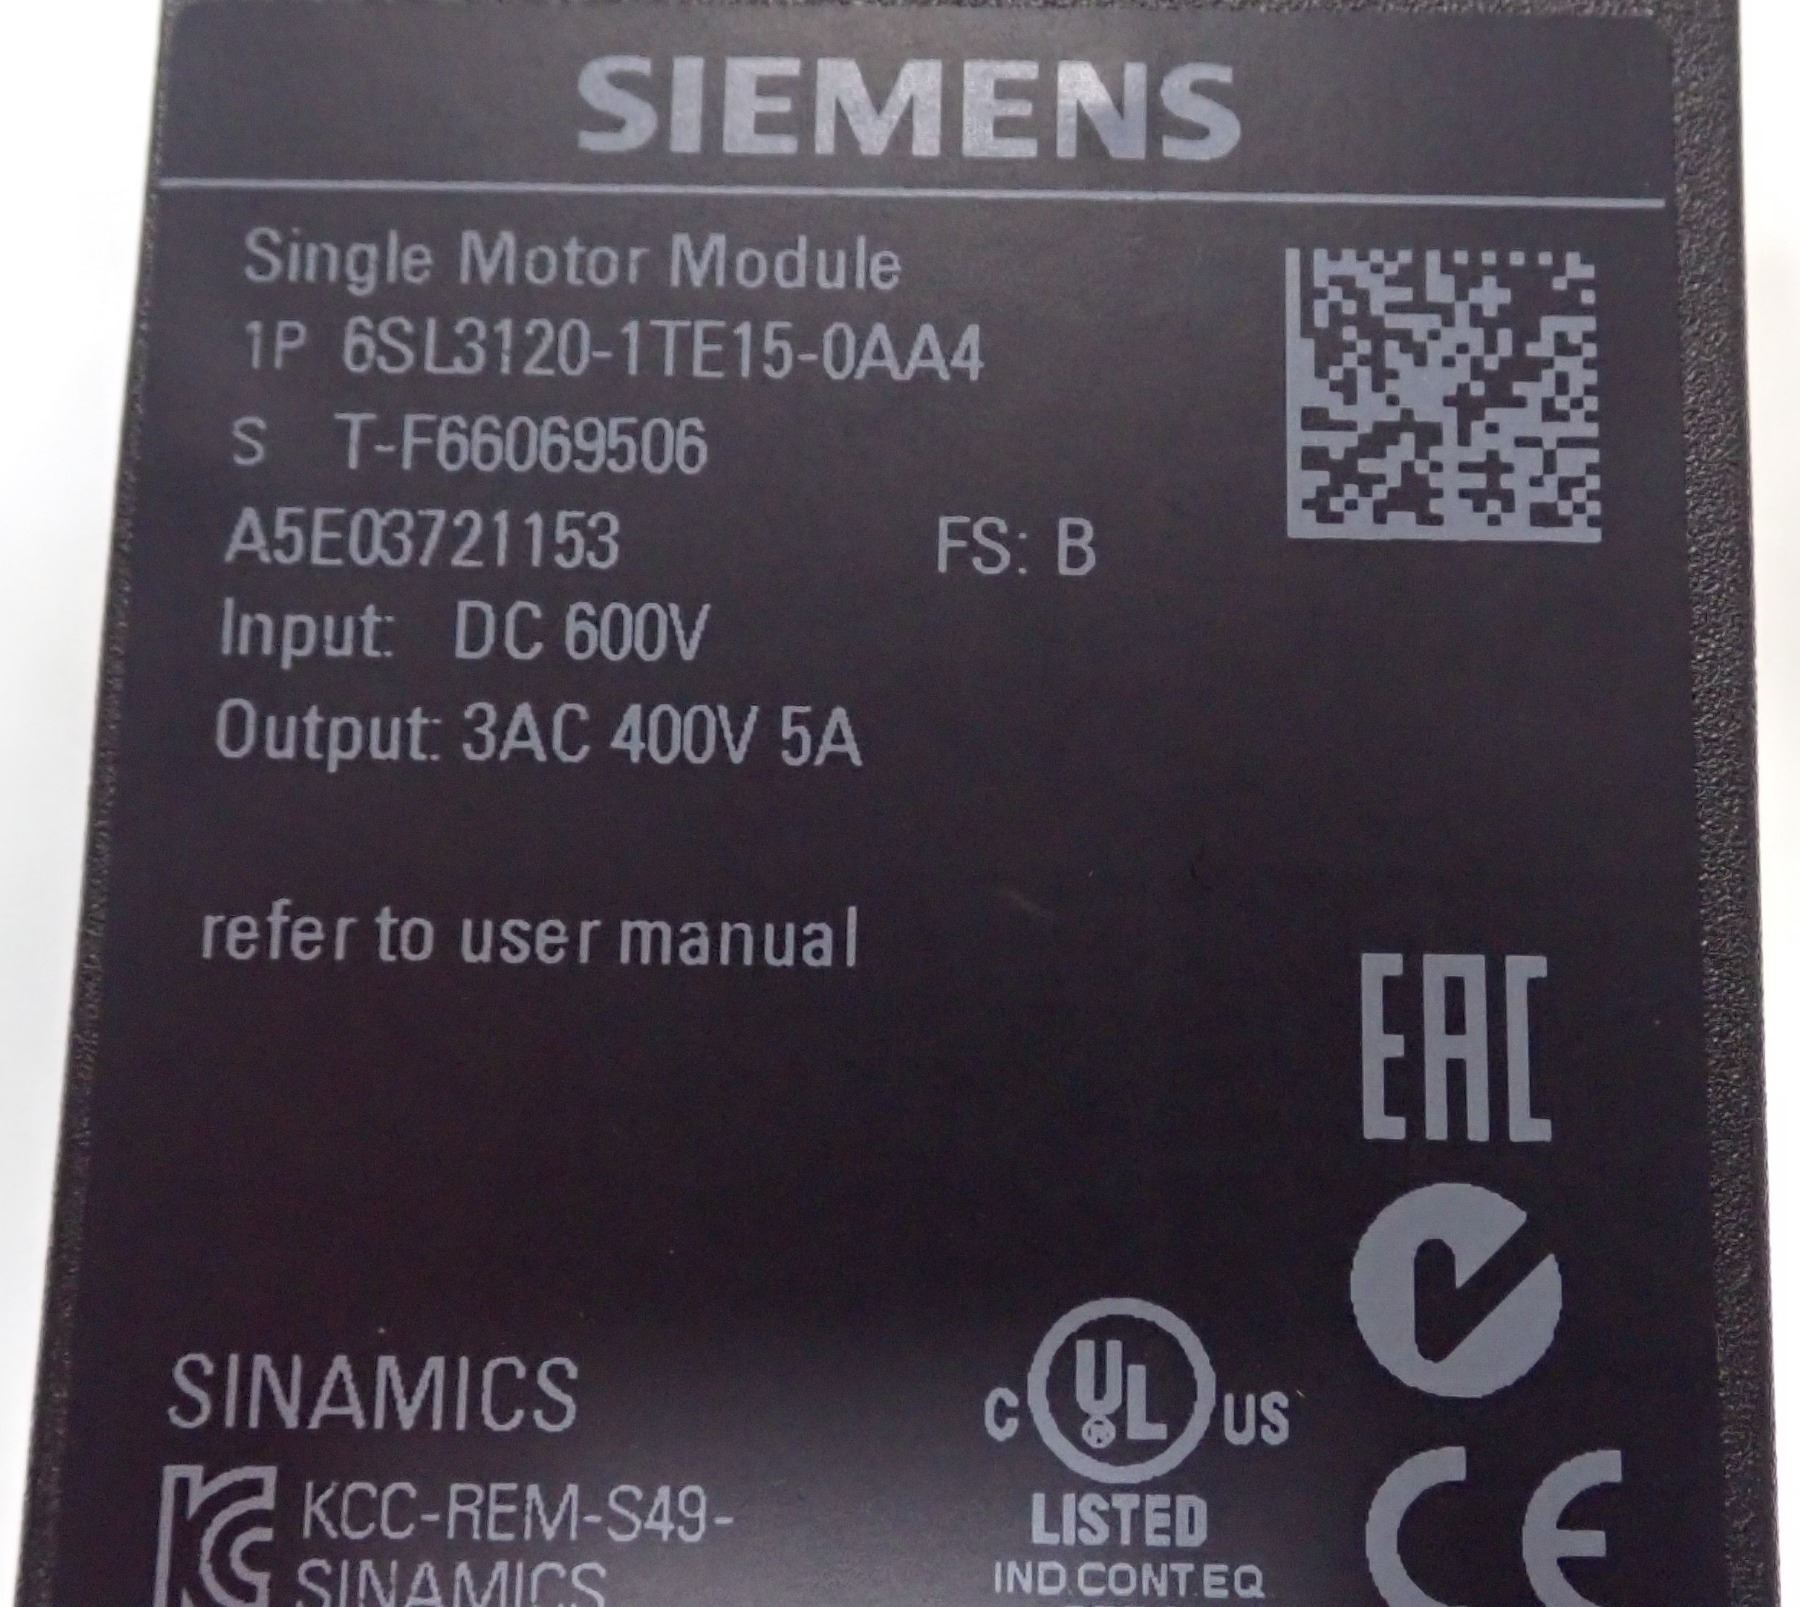 SIEMENS
Single Motor Module
1P 6SL3120-1TE15-0AA4
S T-F66069506
A5E03721153 FS: B
Input: DC 600V
Output: 3AC 400V 5A
refer to user manual
EAC
SINAMICS
C UL US
®
LISTED
IND.CONT.EQ
KCC-REM-S49-
SINAMICS
CE